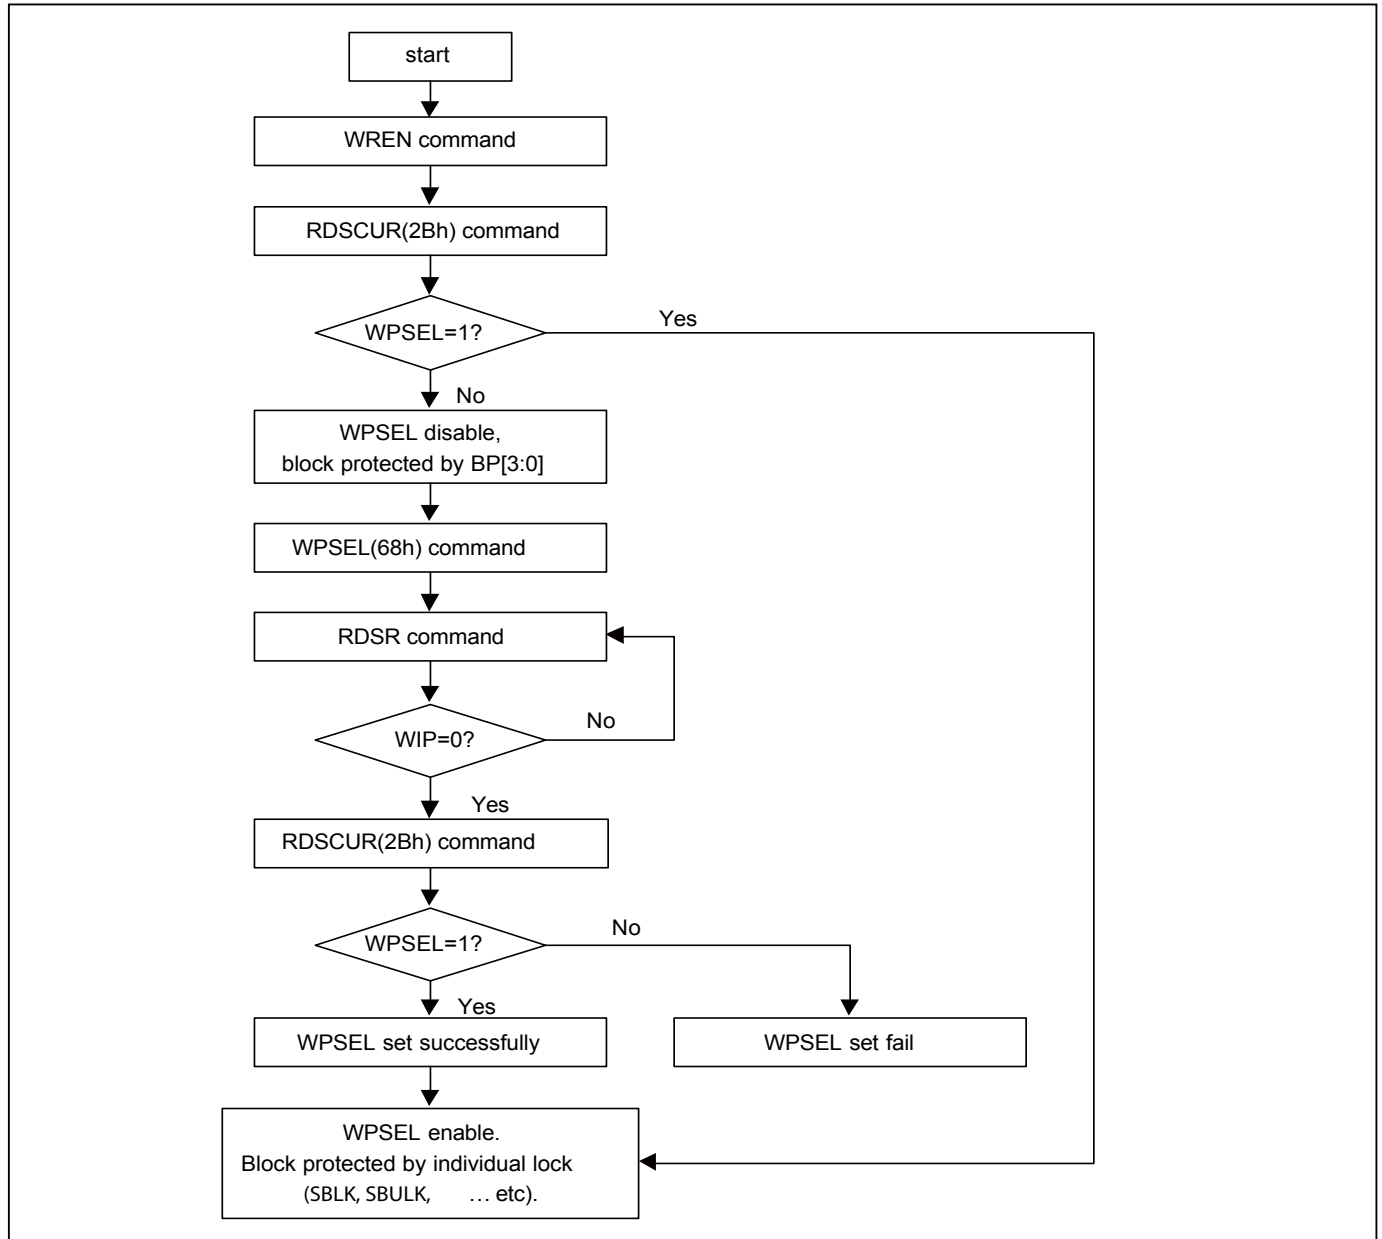 start
WREN command
RDSCUR(2Bh) command
WPSEL=1?
Yes
No
WPSEL disable,
block protected by BP[3:0]
WPSEL(68h) command
RDSR command
WIP=0?
No
Yes
RDSCUR(2Bh) command
WPSEL=1?
No
Yes
WPSEL set successfully
WPSEL set fail
WPSEL enable.
Block protected by individual lock
(SBLK, SBULK, … etc).